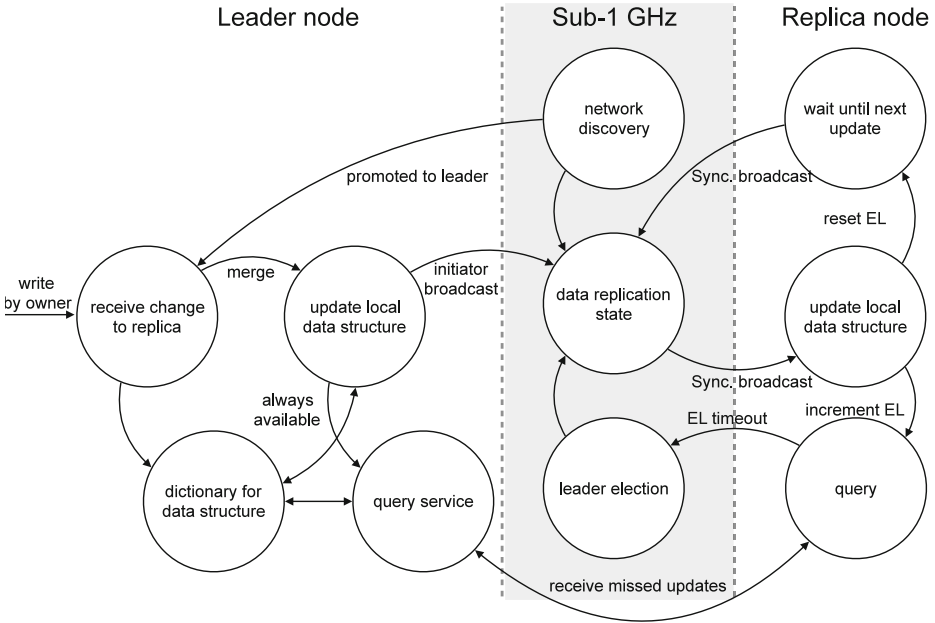 Leader node
Sub-1 GHz
Replica node
network
discovery
wait until next
update
promoted to leader
Sync. broadcast
reset EL
write
by owner
merge
initiator
broadcast
receive change
to replica
update local
data structure
data replication
state
update local
data structure
Sync. broadcast
always
available
EL timeout
increment EL
dictionary for
data structure
query service
leader election
query
receive missed updates